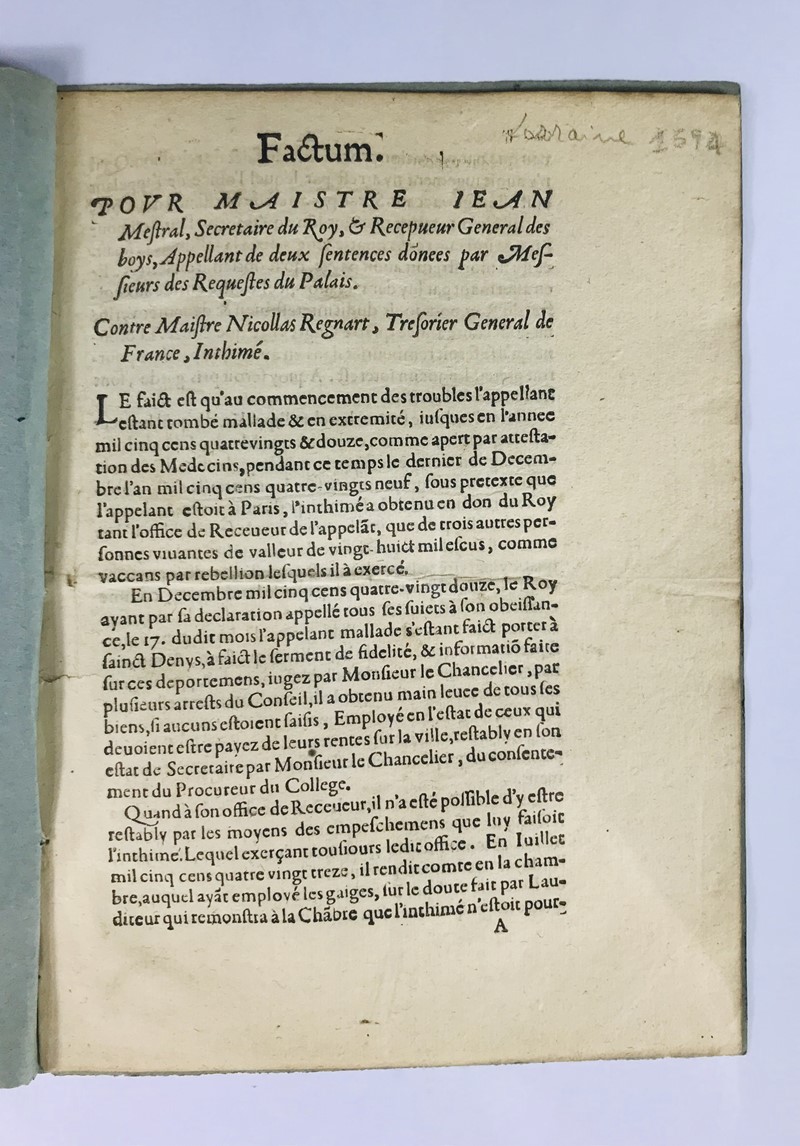 Lorraine 1594
Factum.
POVR MAISTRE IEAN
Meſtral, Secretaire du Roy, & Recepueur General des
boys, Appellant de deux ſentences dōnees par Meſ-
ſieurs des Requeſtes du Palais.
Contre Maiſtre Nicollas Regnart, Treſorier General de
France, Inthimé.
LE faict eſt qu'au commencement des troubles l'appellant
eſtant tombé mallade & en extremité, iuſques en l'annee
mil cinq cens quatrevingts & douze, comme apert par atteſta-
tion des Medecins, pendant ce temps le dernier de Decem-
bre l'an mil cinq cens quatre-vingts neuf, ſous pretexte que
l'appelant eſtoit à Paris, l'inthimé a obtenu en don du Roy
tant l'office de Receueur de l'appelāt, que de trois autres per-
ſonnes viuantes de valleur de vingt-huict mil eſcus, comme
vaccans par rebellion leſquels il à exercé.
En Decembre mil cinq cens quatre-vingt douze, le Roy
ayant par ſa declaration appellé tous ſes ſuiets à ſon obeiſſan-
ce, le 17. dudit mois l'appelant mallade s'eſtant faict porter à
ſainct Denys, à faict le ſerment de fidelité, & informatiō faite
ſur ces deportemens, iugez par Monſieur le Chancelier, par
pluſieurs arreſts du Conſeil, il a obtenu main leuee de tous ſes
biens, ſi aucuns eſtoient ſaiſis, Employé en l'eſtat de ceux qui
deuoient eſtre payez de leurs rentes ſur la ville, reſtably en ſon
eſtat de Secretaire par Monſieur le Chancelier, du conſente-
ment du Procureur du College.
Quand à ſon office de Receueur, il n'a eſté poſſible d'y eſtre
reſtably par les moyens des empeſchemens que luy faiſoit
l'inthimé. Lequel exerçant touſiours ledit office. En Iuillet
mil cinq cens quatre vingt treze, il rendit comte en la cham-
bre, auquel ayāt employé les gaiges, ſur le doute fait par Lau-
diteur qui remonſtra à la Chābre que l'inthimé n'eſtoit pour-
A